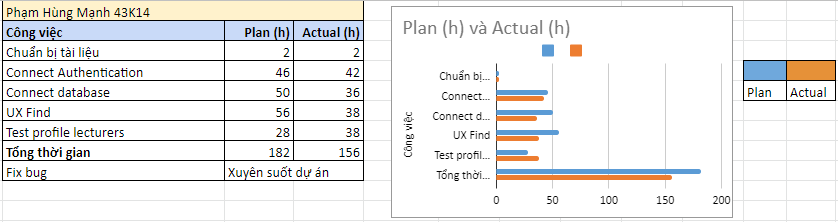 Phạm Hùng Mạnh 43K14
Công việc Plan (h) Actual (h)
Chuẩn bị tài liệu 2 2
Connect Authentication 46 42
Connect database 50 36
UX Find 56 38
Test profile lecturers 28 38
Tổng thời gian 182 156
Fix bug Xuyên suốt dự án
Plan (h) và Actual (h)
Công việc
Chuẩn bị...
Connect...
Connect d...
UX Find
Test profil...
Tổng thời...
0 50 100 150 200
Plan Actual